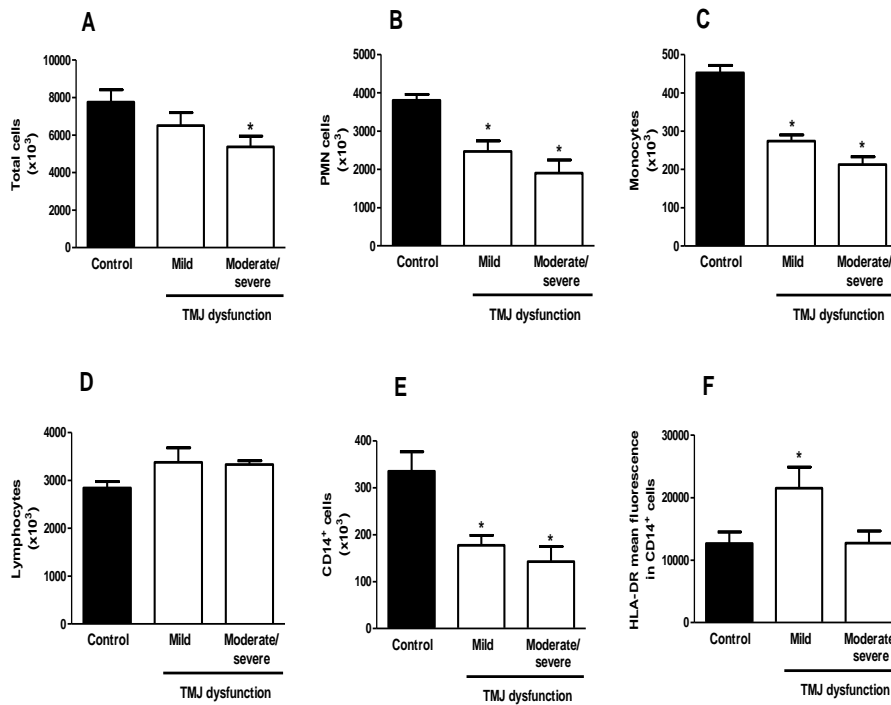 A
Total cells
(x10³)
10000
8000
6000
4000
2000
0
*
Control
Mild
Moderate/
severe
TMJ dysfunction
B
PMN cells
(x10³)
5000
4000
3000
2000
1000
0
*
*
Control
Mild
Moderate/
severe
TMJ dysfunction
C
Monocytes
(x10³)
500
400
300
200
100
0
*
*
Control
Mild
Moderate/
severe
TMJ dysfunction
D
Lymphocytes
(x10³)
4000
3000
2000
1000
0
Control
Mild
Moderate/
severe
TMJ dysfunction
E
CD14⁺ cells
(x10³)
400
300
200
100
0
*
*
Control
Mild
Moderate/
severe
TMJ dysfunction
F
HLA-DR mean fluorescence
in CD14⁺ cells
30000
20000
10000
0
*
Control
Mild
Moderate/
severe
TMJ dysfunction